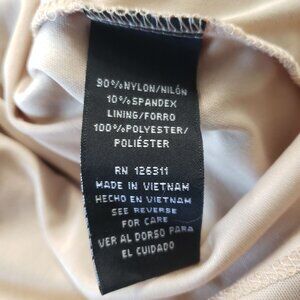 90%NYLON/NILÓN
10%SPANDEX
LINING/FORRO
100%POLYESTER/
POLIÉSTER
RN 126311
MADE IN VIETNAM
HECHO EN VIETNAM
SEE REVERSE
FOR CARE
VER AL DORSO PARA
EL CUIDADO